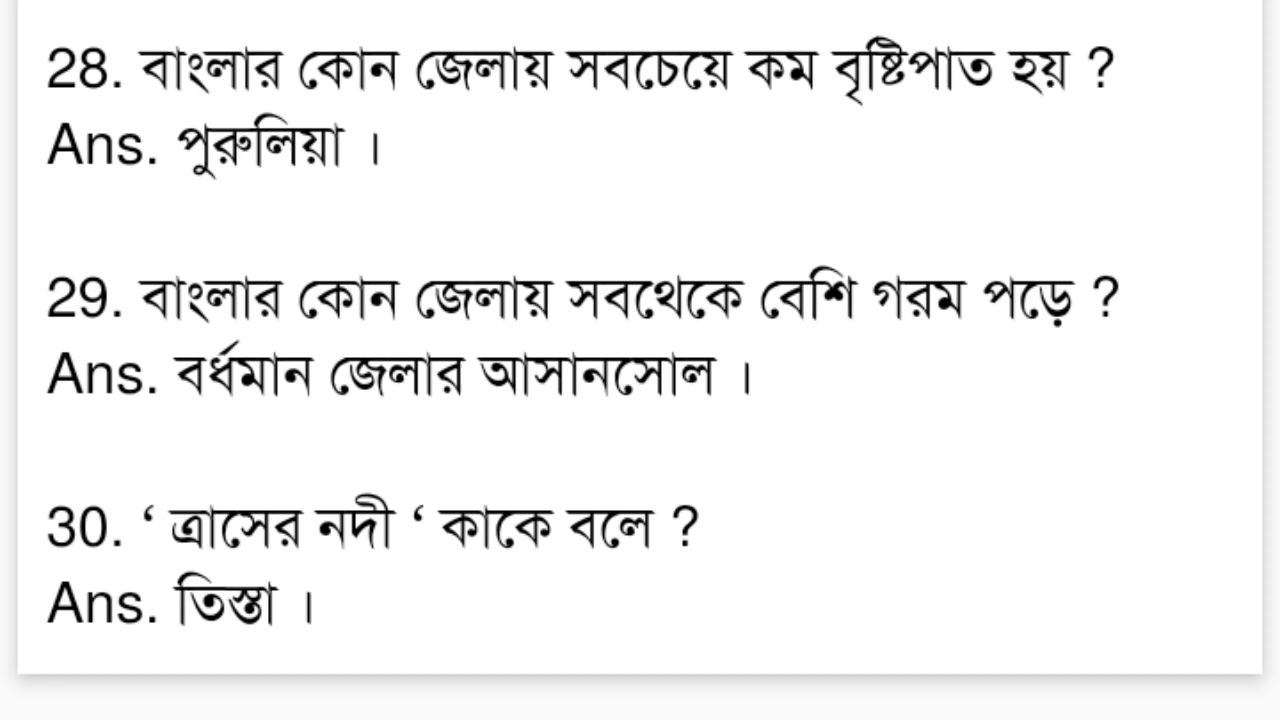 28. বাংলার কোন জেলায় সবচেয়ে কম বৃষ্টিপাত হয় ?
Ans. পুরুলিয়া ।
29. বাংলার কোন জেলায় সবথেকে বেশি গরম পড়ে ?
Ans. বর্ধমান জেলার আসানসোল ।
30. ‘ ত্রাসের নদী ‘ কাকে বলে ?
Ans. তিস্তা ।